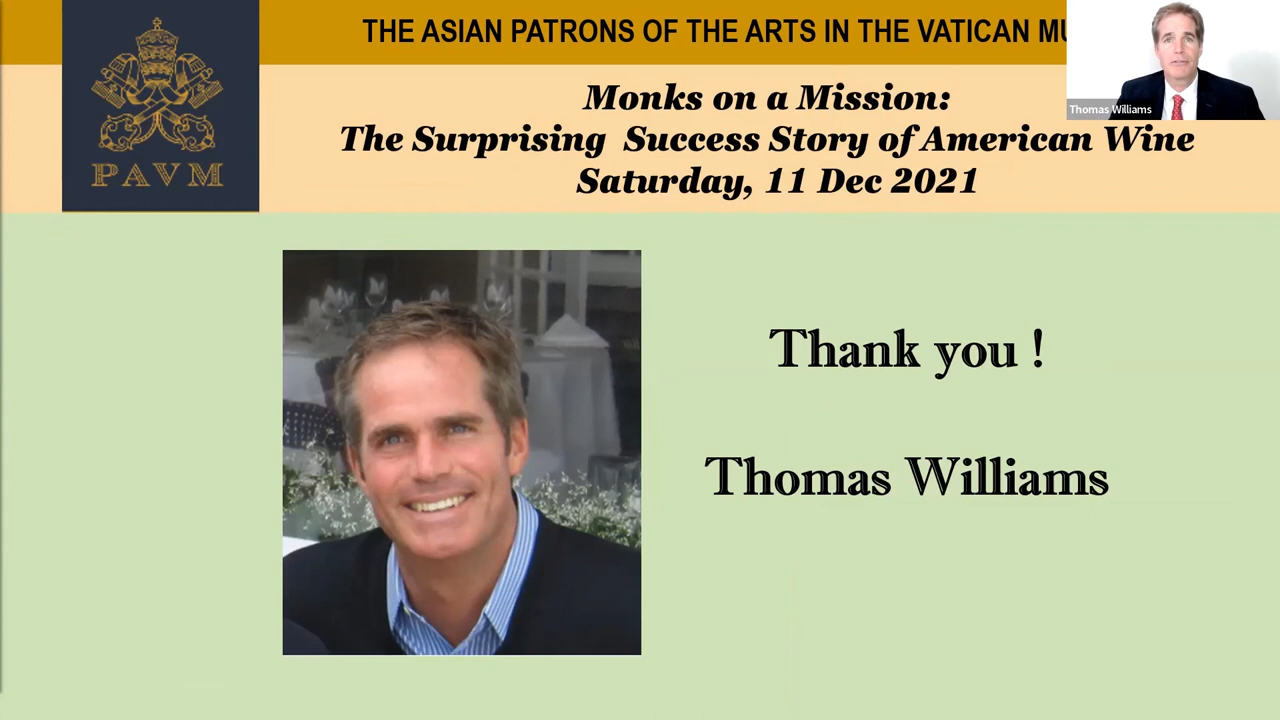 THE ASIAN PATRONS OF THE ARTS IN THE VATICAN MU
Thomas Williams
PAVM
Monks on a Mission:
The Surprising Success Story of American Wine
Saturday, 11 Dec 2021
Thank you !
Thomas Williams